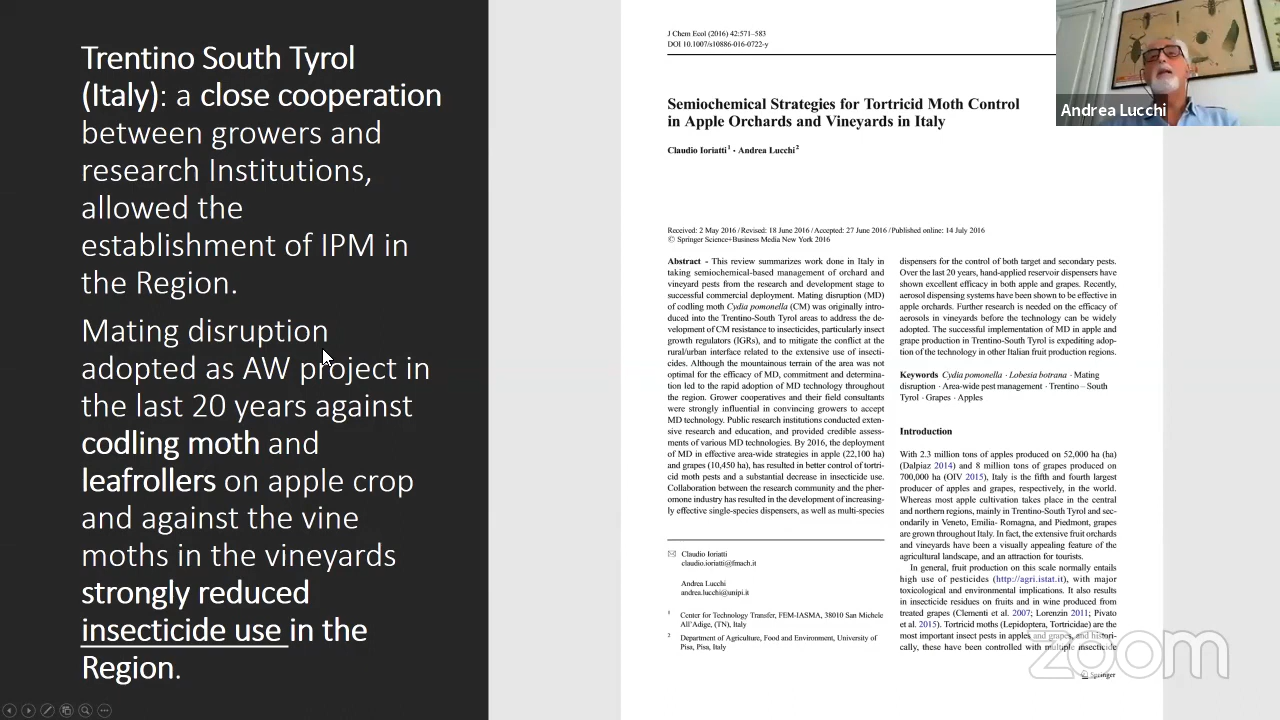 Trentino South Tyrol
(Italy): a close cooperation
between growers and
research Institutions,
allowed the
establishment of IPM in
the Region.
Mating disruption
adopted as AW project in
the last 20 years against
codling moth and
leafrollers on apple crop
and against the vine
moths in the vineyards
strongly reduced
insecticide use in the
Region.
J Chem Ecol (2016) 42:571–583
DOI 10.1007/s10886-016-0722-y
Semiochemical Strategies for Tortricid Moth Control
in Apple Orchards and Vineyards in Italy
Claudio Ioriatti1 · Andrea Lucchi2
Received: 2 May 2016 / Revised: 18 June 2016 / Accepted: 27 June 2016 / Published online: 14 July 2016
© Springer Science+Business Media New York 2016
Abstract - This review summarizes work done in Italy in
taking semiochemical-based management of orchard and
vineyard pests from the research and development stage to
successful commercial deployment. Mating disruption (MD)
of codling moth Cydia pomonella (CM) was originally intro-
duced into the Trentino-South Tyrol areas to address the de-
velopment of CM resistance to insecticides, particularly insect
growth regulators (IGRs), and to mitigate the conflict at the
rural/urban interface related to the extensive use of insecti-
cides. Although the mountainous terrain of the area was not
optimal for the efficacy of MD, commitment and determina-
tion led to the rapid adoption of MD technology throughout
the region. Grower cooperatives and their field consultants
were strongly influential in convincing growers to accept
MD technology. Public research institutions conducted exten-
sive research and education, and provided credible assess-
ments of various MD technologies. By 2016, the deployment
of MD in effective area-wide strategies in apple (22,100 ha)
and grapes (10,450 ha), has resulted in better control of tortri-
cid moth pests and a substantial decrease in insecticide use.
Collaboration between the research community and the pher-
omone industry has resulted in the development of increasing-
ly effective single-species dispensers, as well as multi-species
dispensers for the control of both target and secondary pests.
Over the last 20 years, hand-applied reservoir dispensers have
shown excellent efficacy in both apple and grapes. Recently,
aerosol dispensing systems have been shown to be effective in
apple orchards. Further research is needed on the efficacy of
aerosols in vineyards before the technology can be widely
adopted. The successful implementation of MD in apple and
grape production in Trentino-South Tyrol is expediting adop-
tion of the technology in other Italian fruit production regions.
Keywords Cydia pomonella · Lobesia botrana · Mating
disruption · Area-wide pest management · Trentino – South
Tyrol · Grapes · Apples
Introduction
With 2.3 million tons of apples produced on 52,000 ha (ha)
(Dalpiaz 2014) and 8 million tons of grapes produced on
700,000 ha (OIV 2015), Italy is the fifth and fourth largest
producer of apples and grapes, respectively, in the world.
Whereas most apple cultivation takes place in the central
and northern regions, mainly in Trentino-South Tyrol and sec-
ondarily in Veneto, Emilia- Romagna, and Piedmont, grapes
are grown throughout Italy. In fact, the extensive fruit orchards
and vineyards have been a visually appealing feature of the
agricultural landscape, and an attraction for tourists.
In general, fruit production on this scale normally entails
high use of pesticides (http://agri.istat.it), with major
toxicological and environmental implications. It also results
in insecticide residues on fruits and in wine produced from
treated grapes (Clementi et al. 2007; Lorenzin 2011; Pivato
et al. 2015). Tortricid moths (Lepidoptera, Tortricidae) are the
most important insect pests in apples and grapes, and histori-
cally, these have been controlled with multiple insecticide
Claudio Ioriatti
claudio.ioriatti@fmach.it
Andrea Lucchi
andrea.lucchi@unipi.it
1 Center for Technology Transfer, FEM-IASMA, 38010 San Michele
All'Adige, (TN), Italy
2 Department of Agriculture, Food and Environment, University of
Pisa, Pisa, Italy
Springer
Andrea Lucchi
zoom